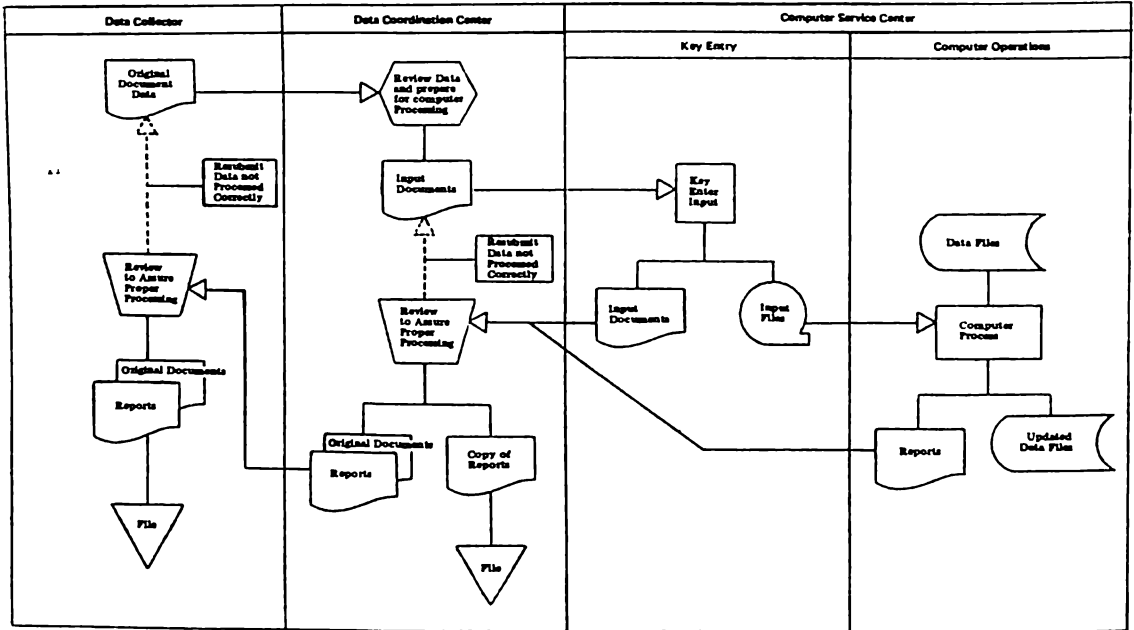 Data Collector
Data Coordination Center
Computer Service Center
Key Entry
Computer Operations
Original
Document
Data
Resubmit
Data not
Processed
Correctly
Review
to Assure
Proper
Processing
Original Documents
Reports
File
Review Data
and prepare
for computer
Processing
Input
Documents
Resubmit
Data not
Processed
Correctly
Review
to Assure
Proper
Processing
Original Documents
Reports
Copy of
Reports
File
Key
Enter
Input
Input
Documents
Input
Files
Data Files
Computer
Process
Reports
Updated
Data Files